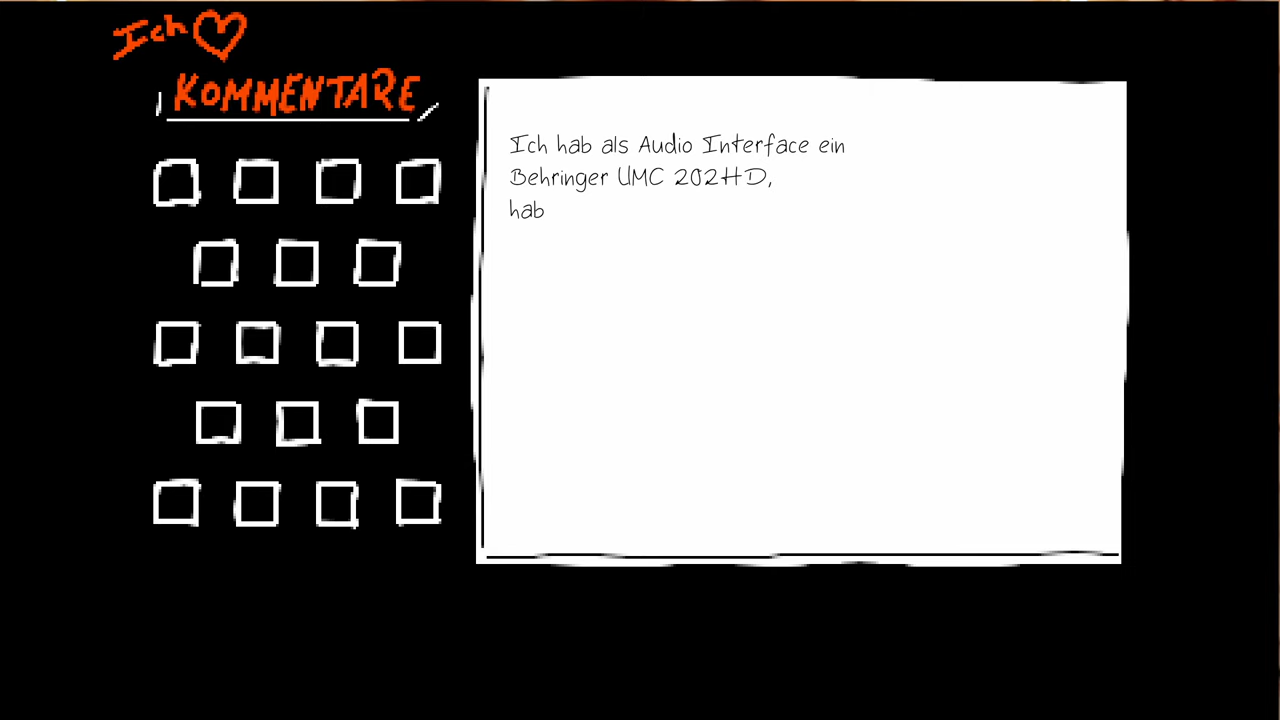 Ich ♡
KOMMENTARE
Ich hab als Audio Interface ein
Behringer UMC 202HD,
hab